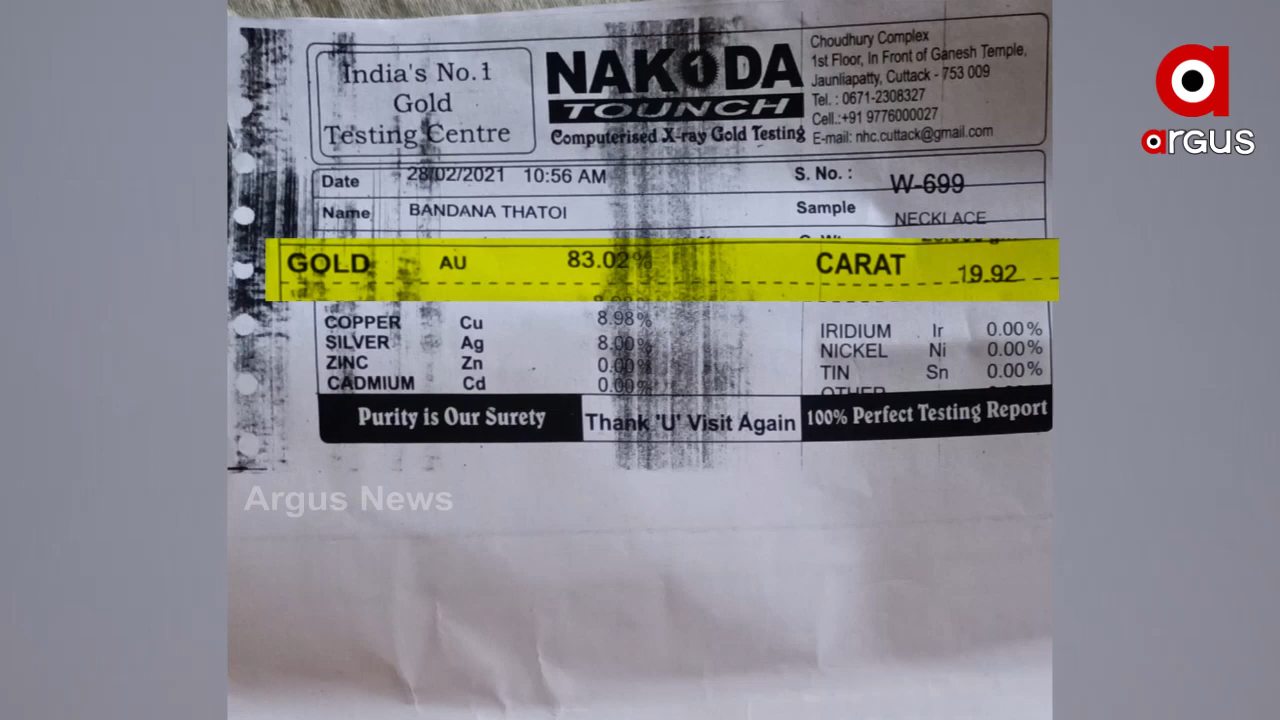 India's No.1
Gold
Testing Centre
NAKODA
TOUNCH
Computerised X-ray Gold Testing
Choudhury Complex
1st Floor, In Front of Ganesh Temple,
Jaunliapatty, Cuttack - 753 009
Tel. : 0671-2308327
Cell.:+91 9776000027
E-mail: nhc.cuttack@gmail.com
argus
Date 28/02/2021 10:56 AM S. No. : W-699
Name BANDANA THATOI Sample NECKLACE
GOLD AU 83.02% CARAT 19.92
COPPER Cu 8.98% IRIDIUM Ir 0.00%
SILVER Ag 8.00% NICKEL Ni 0.00%
ZINC Zn 0.00% TIN Sn 0.00%
CADMIUM Cd 0.00% OTHER
Purity is Our Surety Thank 'U' Visit Again 100% Perfect Testing Report
Argus News